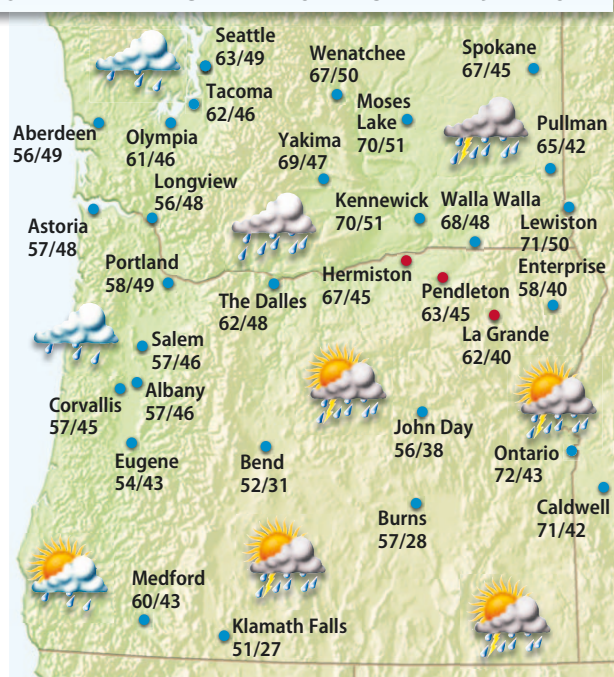 Seattle
63/49
Wenatchee
67/50
Spokane
67/45
Tacoma
62/46
Moses
Lake
70/51
Aberdeen
56/49
Olympia
61/46
Yakima
69/47
Pullman
65/42
Longview
56/48
Kennewick
70/51
Walla Walla
68/48
Lewiston
71/50
Astoria
57/48
Portland
58/49
The Dalles
62/48
Hermiston
67/45
Pendleton
63/45
Enterprise
58/40
La Grande
62/40
Salem
57/46
Albany
57/46
Corvallis
57/45
John Day
56/38
Eugene
54/43
Bend
52/31
Ontario
72/43
Caldwell
71/42
Burns
57/28
Medford
60/43
Klamath Falls
51/27